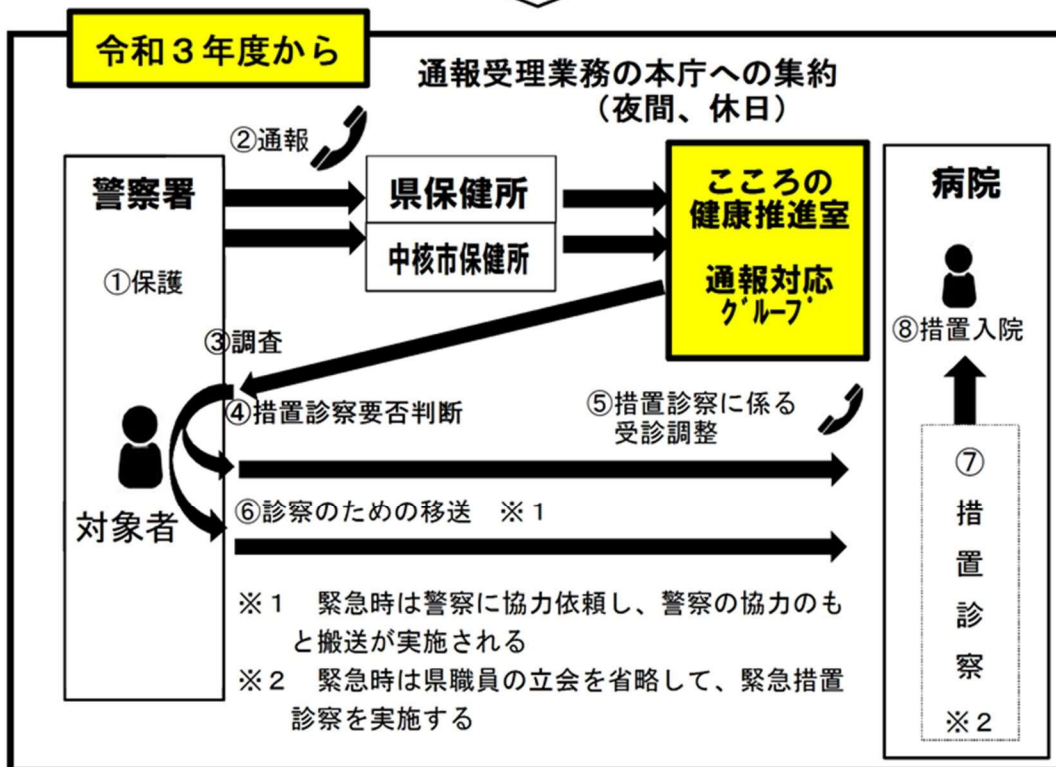 令和３年度から
通報受理業務の本庁への集約
（夜間、休日）
②通報
警察署
①保護
県保健所
中核市保健所
こころの
健康推進室
通報対応
ｸﾞﾙｰﾌﾟ
病院
⑧措置入院
③調査
④措置診察要否判断
⑤措置診察に係る
受診調整
対象者
⑥診察のための移送　※１
⑦
措
置
診
察
※２
※１　緊急時は警察に協力依頼し、警察の協力のも
と搬送が実施される
※２　緊急時は県職員の立会を省略して、緊急措置
診察を実施する